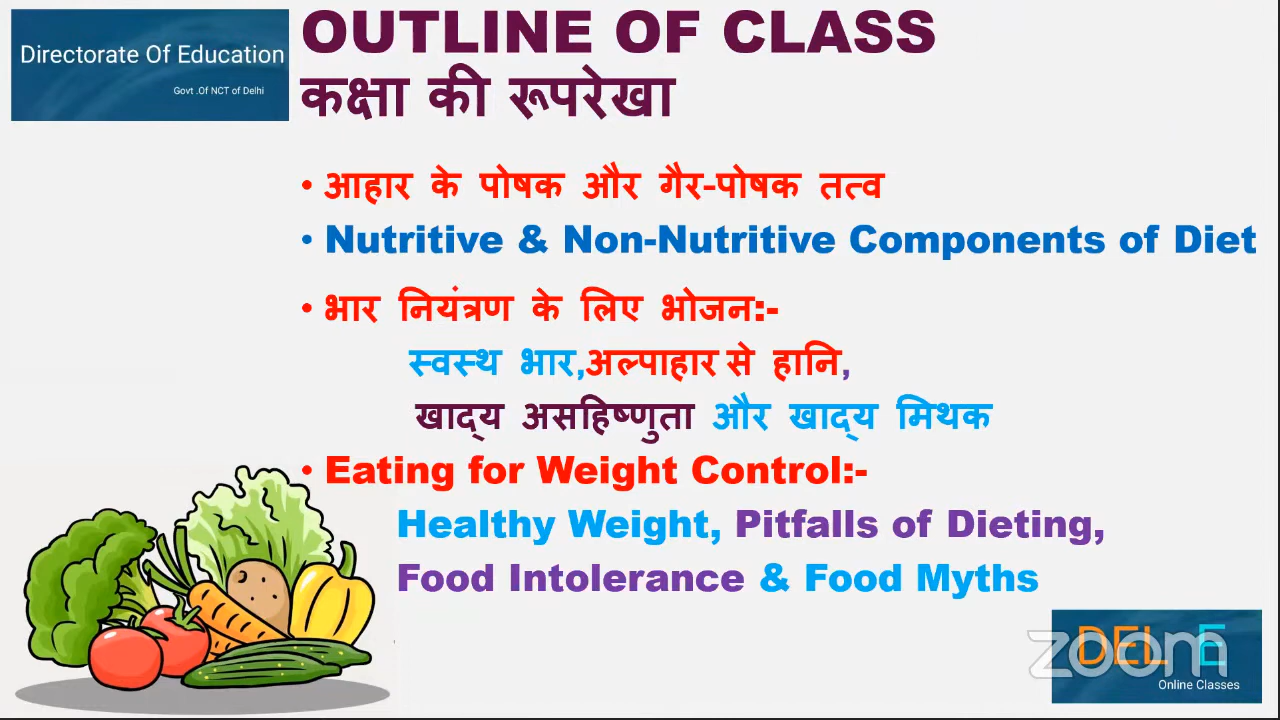 Directorate Of Education
Govt .Of NCT of Delhi
OUTLINE OF CLASS
कक्षा की रूपरेखा
• आहार के पोषक और गैर-पोषक तत्व
• Nutritive & Non-Nutritive Components of Diet
• भार नियंत्रण के लिए भोजन:-
स्वस्थ भार,अल्पाहार से हानि,
खाद्य असहिष्णुता और खाद्य मिथक
• Eating for Weight Control:-
Healthy Weight, Pitfalls of Dieting,
Food Intolerance & Food Myths
zoom
Online Classes